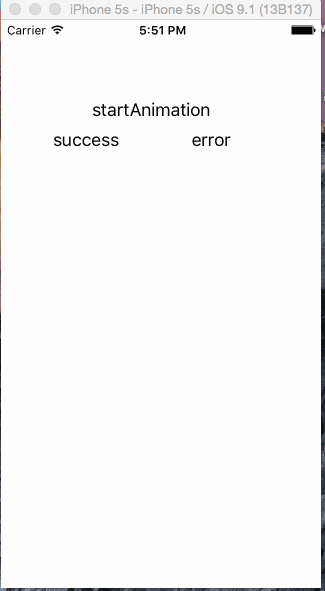 iPhone 5s - iPhone 5s / iOS 9.1 (13B137)
Carrier 5:51 PM
startAnimation
success error